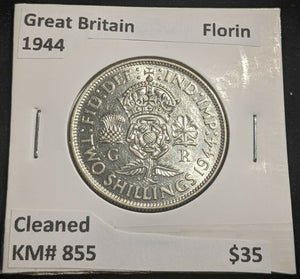 Great Britain Florin
1944
FID:DEF IND:IMP 1944
G R
TWO SHILLINGS
Cleaned
KM# 855 $35